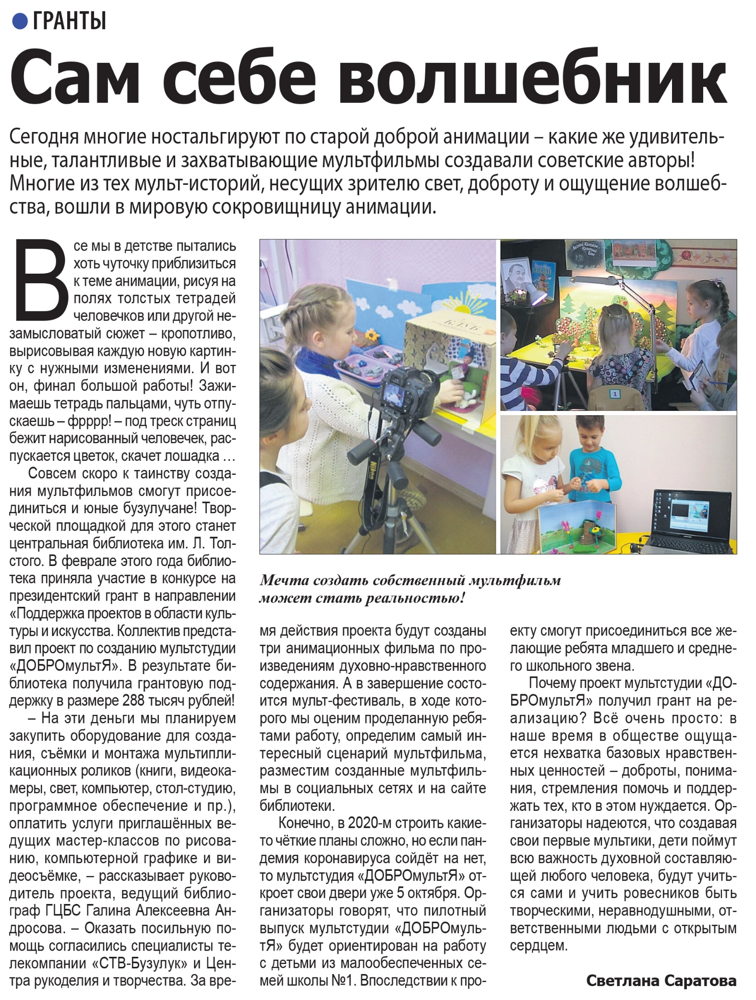 ГРАНТЫ
Сам себе волшебник
Сегодня многие ностальгируют по старой доброй анимации – какие же удивитель-
ные, талантливые и захватывающие мультфильмы создавали советские авторы!
Многие из тех мульт-историй, несущих зрителю свет, доброту и ощущение волшеб-
ства, вошли в мировую сокровищницу анимации.
Все мы в детстве пытались
хоть чуточку приблизиться
к теме анимации, рисуя на
полях толстых тетрадей
человечков или другой не-
замысловатый сюжет – кропотливо,
вырисовывая каждую новую картин-
ку с нужными изменениями. И вот
он, финал большой работы! Зажи-
маешь тетрадь пальцами, чуть отпу-
скаешь – фрррр! – под треск страниц
бежит нарисованный человечек, рас-
пускается цветок, скачет лошадка …
Совсем скоро к таинству созда-
ния мультфильмов смогут присое-
диниться и юные бузулучане! Твор-
ческой площадкой для этого станет
центральная библиотека им. Л. Тол-
стого. В феврале этого года библио-
тека приняла участие в конкурсе на
президентский грант в направлении
«Поддержка проектов в области куль-
туры и искусства. Коллектив предста-
вил проект по созданию мультстудии
«ДОБРОмультЯ». В результате би-
блиотека получила грантовую под-
держку в размере 288 тысяч рублей!
– На эти деньги мы планируем
закупить оборудование для созда-
ния, съёмки и монтажа мультипли-
кационных роликов (книги, видеока-
меры, свет, компьютер, стол-студию,
программное обеспечение и пр.),
оплатить услуги приглашённых ве-
дущих мастер-классов по рисова-
нию, компьютерной графике и ви-
деосъёмке, – рассказывает руково-
дитель проекта, ведущий библио-
граф ГЦБС Галина Алексеевна Ан-
дросова. – Оказать посильную по-
мощь согласились специалисты те-
лекомпании «СТВ-Бузулук» и Цен-
тра рукоделия и творчества. За вре-
КЛУБ
Nikon
Лесной Колобок-
Колючий
Бок
СКАЗКИ
1
Мечта создать собственный мультфильм
может стать реальностью!
мя действия проекта будут созданы
три анимационных фильма по про-
изведениям духовно-нравственного
содержания. А в завершение состо-
ится мульт-фестиваль, в ходе кото-
рого мы оценим проделанную ребя-
тами работу, определим самый ин-
тересный сценарий мультфильма,
разместим созданные мультфиль-
мы в социальных сетях и на сайте
библиотеки.
Конечно, в 2020-м строить какие-
то чёткие планы сложно, но если пан-
демия коронавируса сойдёт на нет,
то мультстудия «ДОБРОмультЯ» от-
кроет свои двери уже 5 октября. Ор-
ганизаторы говорят, что пилотный
выпуск мультстудии «ДОБРОмуль-
тЯ» будет ориентирован на работу
с детьми из малообеспеченных се-
мей школы №1. Впоследствии к про-
екту смогут присоединиться все же-
лающие ребята младшего и средне-
го школьного звена.
Почему проект мультстудии «ДО-
БРОмультЯ» получил грант на ре-
ализацию? Всё очень просто: в
наше время в обществе ощуща-
ется нехватка базовых нравствен-
ных ценностей – доброты, понима-
ния, стремления помочь и поддер-
жать тех, кто в этом нуждается. Ор-
ганизаторы надеются, что создавая
свои первые мультики, дети поймут
всю важность духовной составляю-
щей любого человека, будут учить-
ся сами и учить ровесников быть
творческими, неравнодушными, от-
ветственными людьми с открытым
сердцем.
Светлана Саратова